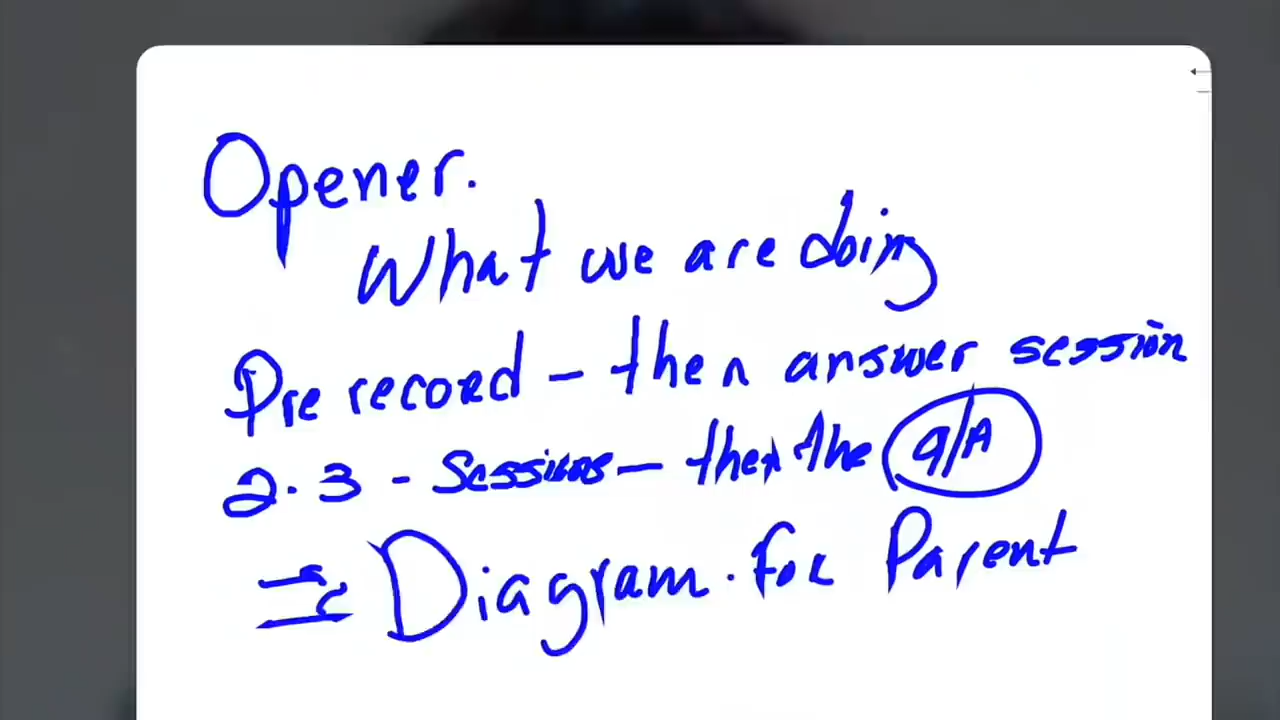 Opener.
What we are doing
Pre record - then answer session
2.3 - Sessions - then the q/A
Diagram. for Parent